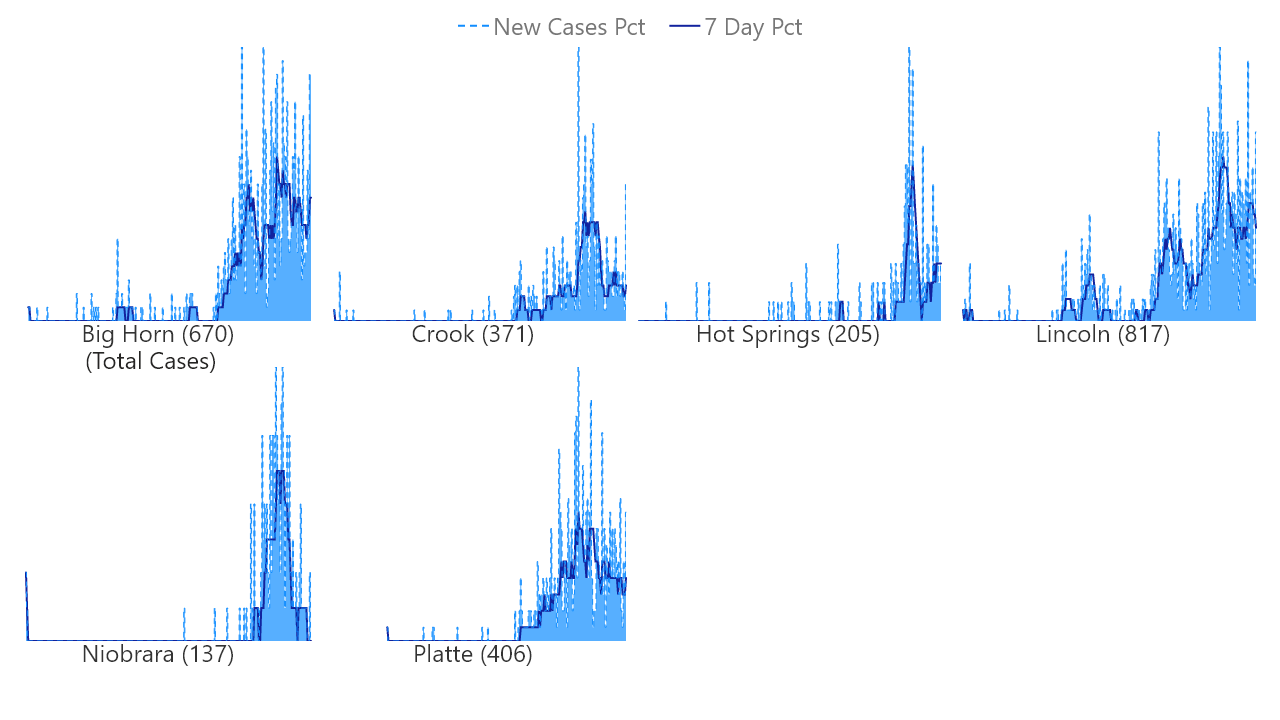 New Cases Pct 7 Day Pct
Big Horn (670)
(Total Cases)
Crook (371)
Hot Springs (205)
Lincoln (817)
Niobrara (137)
Platte (406)